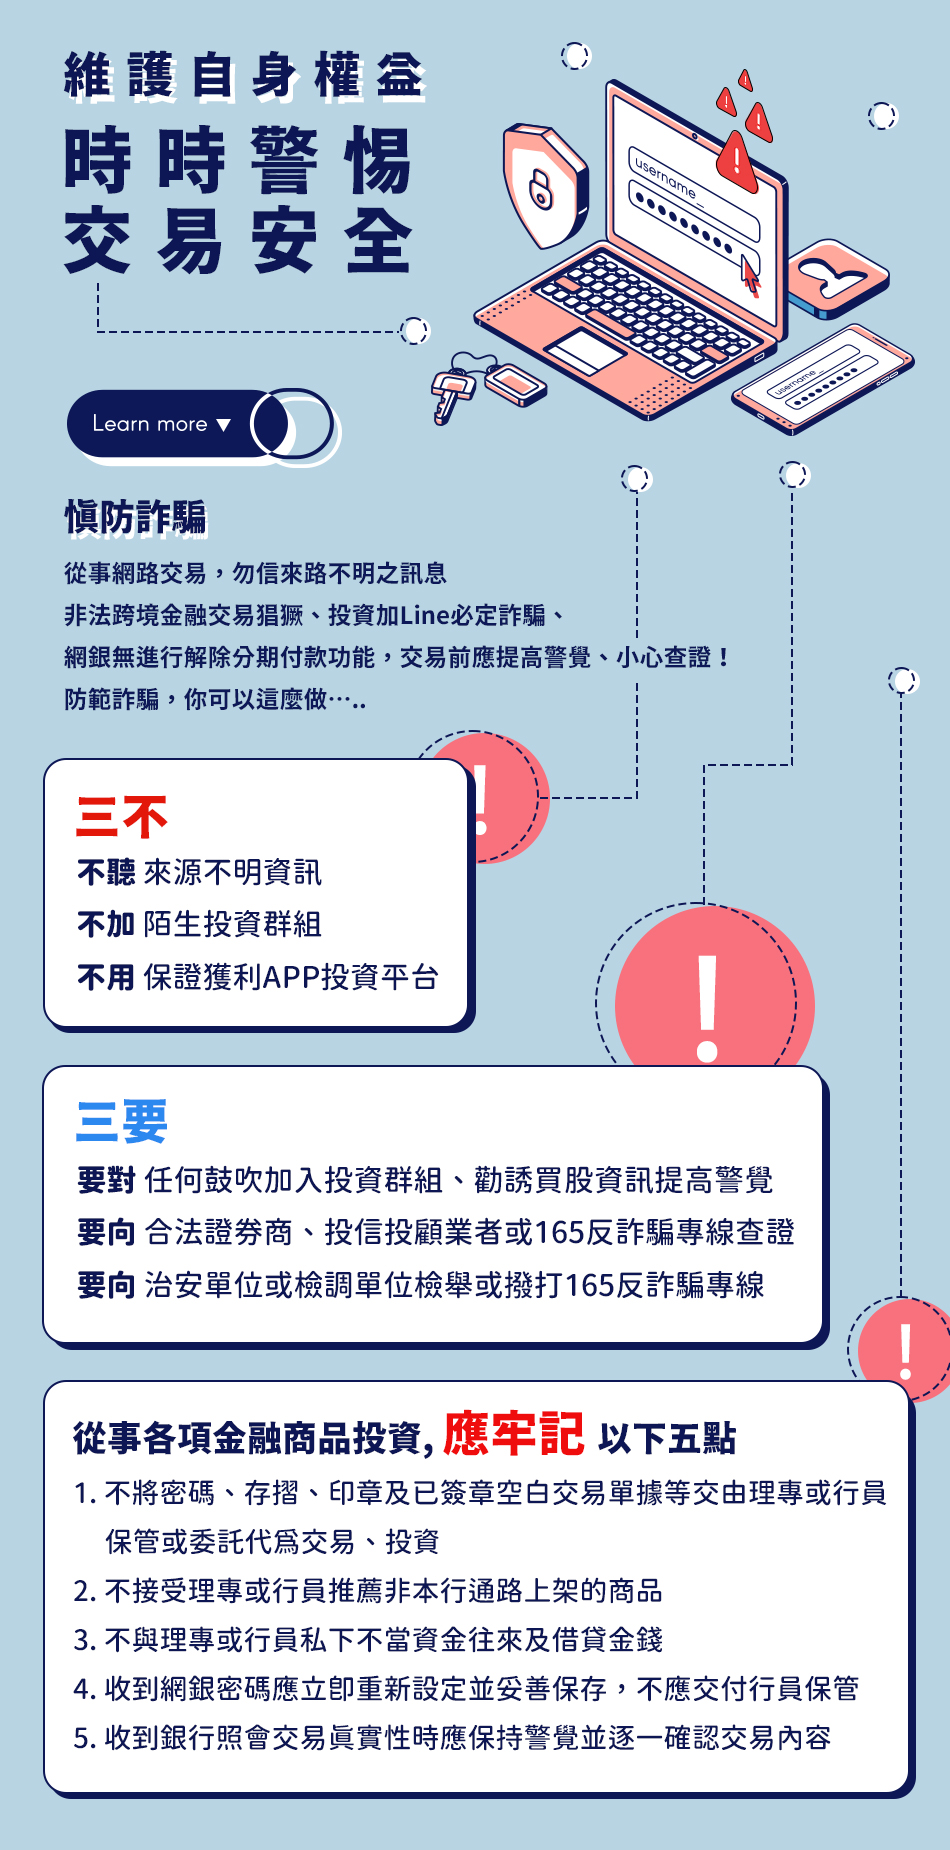 維護自身權益
時時警惕
交易安全
username_
username_
Learn more ▼
慎防詐騙
從事網路交易，勿信來路不明之訊息
非法跨境金融交易猖獗、投資加Line必定詐騙、
網銀無進行解除分期付款功能，交易前應提高警覺、小心查證！
防範詐騙，你可以這麼做⋯..
三不
不聽 來源不明資訊
不加 陌生投資群組
不用 保證獲利APP投資平台
三要
要對 任何鼓吹加入投資群組、勸誘買股資訊提高警覺
要向 合法證券商、投信投顧業者或165反詐騙專線查證
要向 治安單位或檢調單位檢舉或撥打165反詐騙專線
從事各項金融商品投資, 應牢記 以下五點
1. 不將密碼、存摺、印章及已簽章空白交易單據等交由理專或行員
保管或委託代為交易、投資
2. 不接受理專或行員推薦非本行通路上架的商品
3. 不與理專或行員私下不當資金往來及借貸金錢
4. 收到網銀密碼應立即重新設定並妥善保存，不應交付行員保管
5. 收到銀行照會交易真實性時應保持警覺並逐一確認交易內容